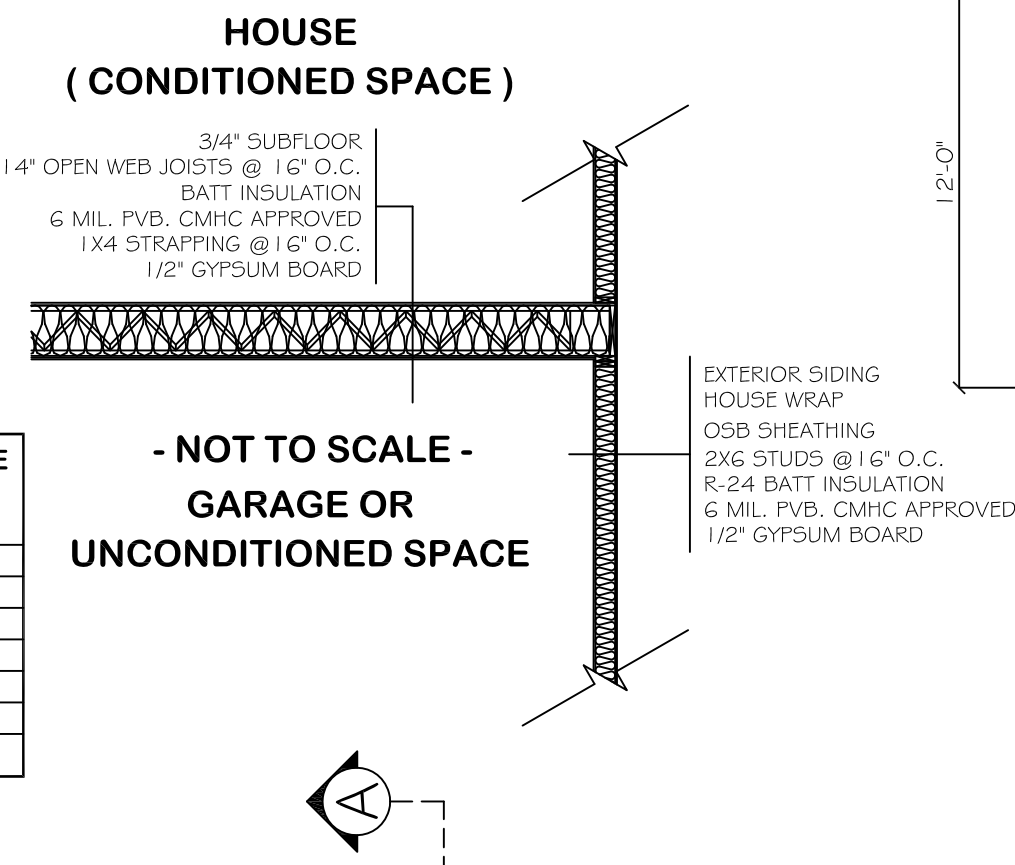 HOUSE
( CONDITIONED SPACE )
3/4" SUBFLOOR
14" OPEN WEB JOISTS @ 16" O.C.
BATT INSULATION
6 MIL. PVB. CMHC APPROVED
1X4 STRAPPING @16" O.C.
1/2" GYPSUM BOARD
12'-0"
EXTERIOR SIDING
HOUSE WRAP
OSB SHEATHING
2X6 STUDS @16" O.C.
R-24 BATT INSULATION
6 MIL. PVB. CMHC APPROVED
1/2" GYPSUM BOARD
- NOT TO SCALE -
GARAGE OR
UNCONDITIONED SPACE
E
A